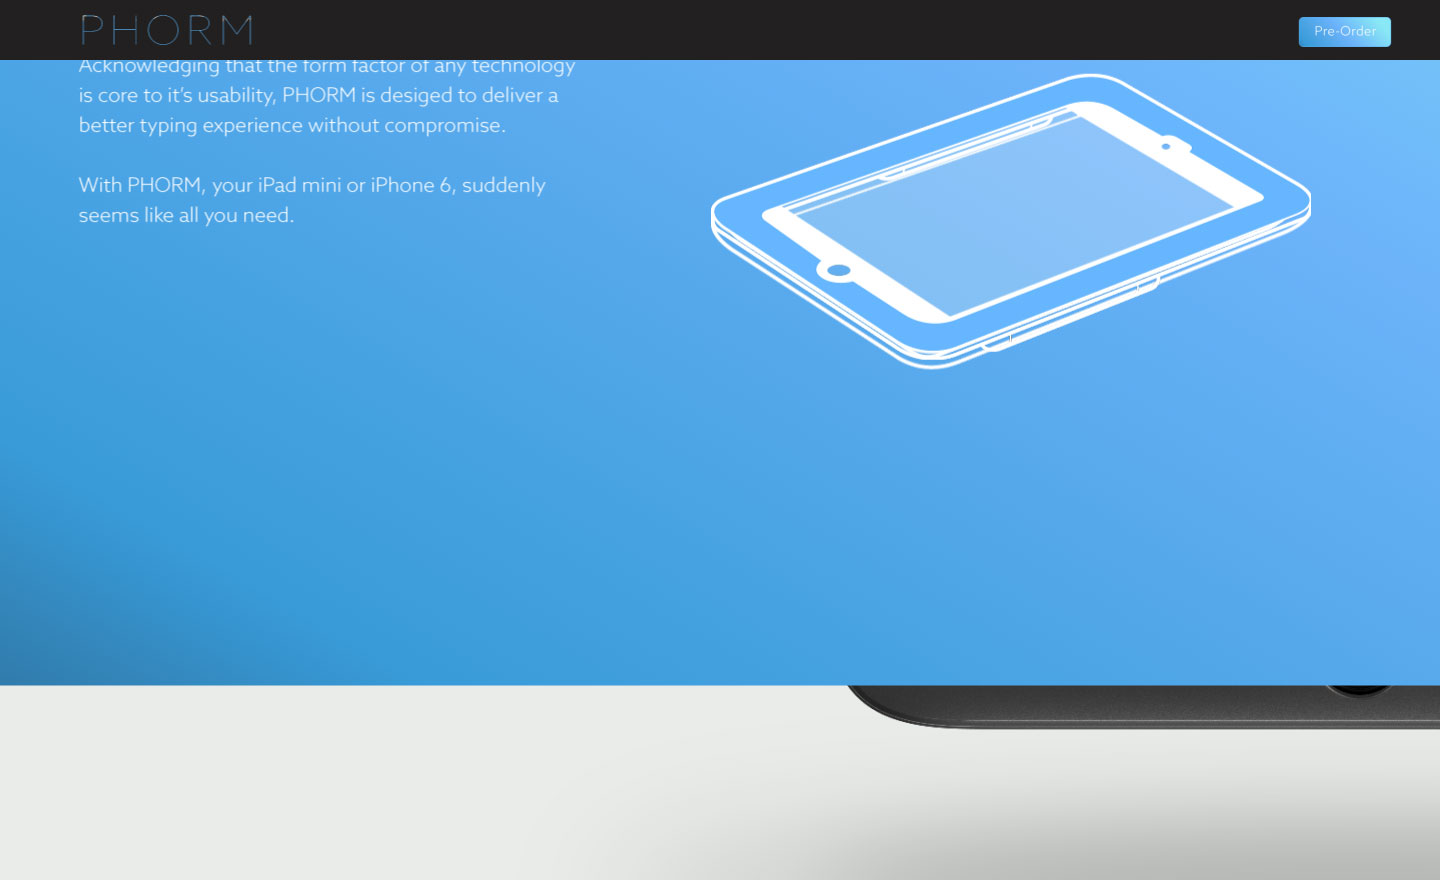 PHORM
Pre-Order
Acknowledging that the form factor of any technology
is core to it's usability, PHORM is desiged to deliver a
better typing experience without compromise.
With PHORM, your iPad mini or iPhone 6, suddenly
seems like all you need.